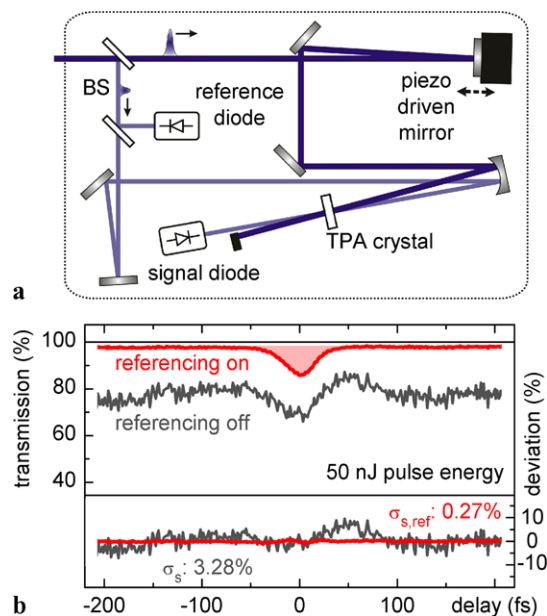 BS
reference
diode
piezo
driven
mirror
TPA crystal
signal diode
a
transmission (%)
100
80
60
40
referencing on
referencing off
50 nJ pulse energy
deviation (%)
σs,ref: 0.27%
σs: 3.28%
10
0
-10
b
-200
-100
0
100
delay (fs)
200